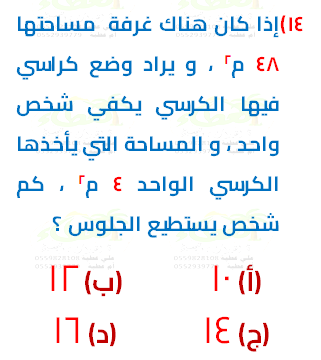 ١٤)إذا كان هناك غرفة مساحتها
٤٨ م٢ ، و يراد وضع كراسي
فيها الكرسي يكفي شخص
واحد ، و المساحة التي يأخذها
الكرسي الواحد ٤ م٢ ، كم
شخص يستطيع الجلوس ؟
(أ) ١٠ (ب) ١٢
(ج) ١٤ (د) ١٦